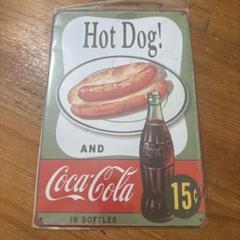 Hot Dog!
AND
Coca-Cola
15¢
IN BOTTLES